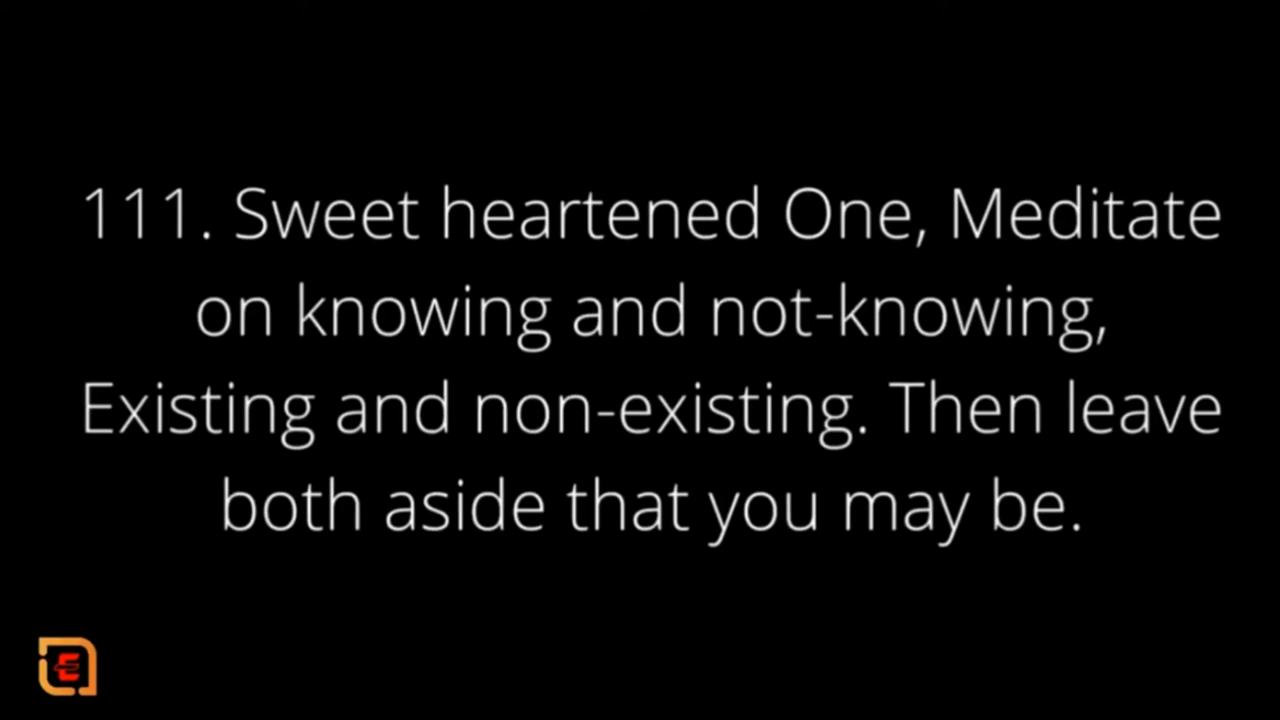 111. Sweet heartened One, Meditate
on knowing and not-knowing,
Existing and non-existing. Then leave
both aside that you may be.
E